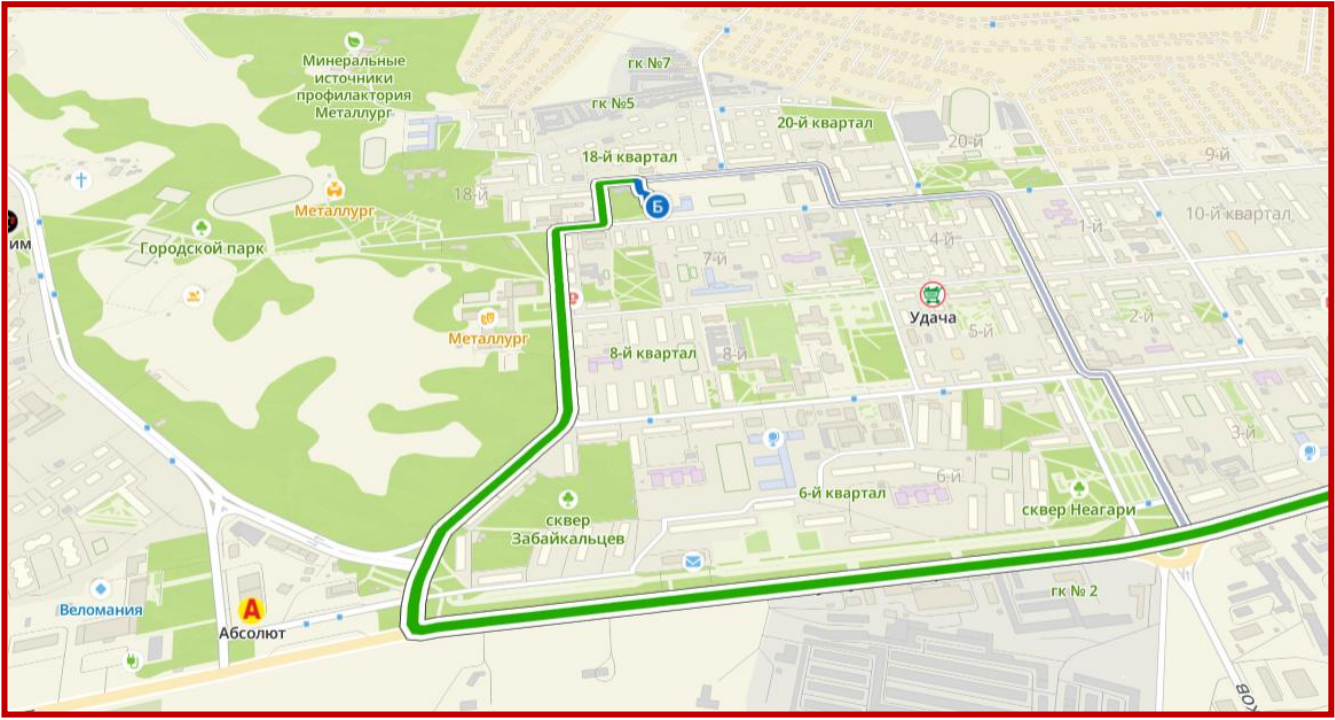 Минеральные
источники
профилактория
Металлург
гк №7
гк №5
20-й квартал
20-й
9-й
18-й квартал
18-й
Металлург
Б
10-й квартал
1-й
4-й
Городской парк
7-й
Удача
2-й
5-й
Металлург
8-й квартал
8-й
3-й
6-й
6-й квартал
сквер Неагари
сквер
Забайкальцев
гк № 2
Веломания
А
Абсолют